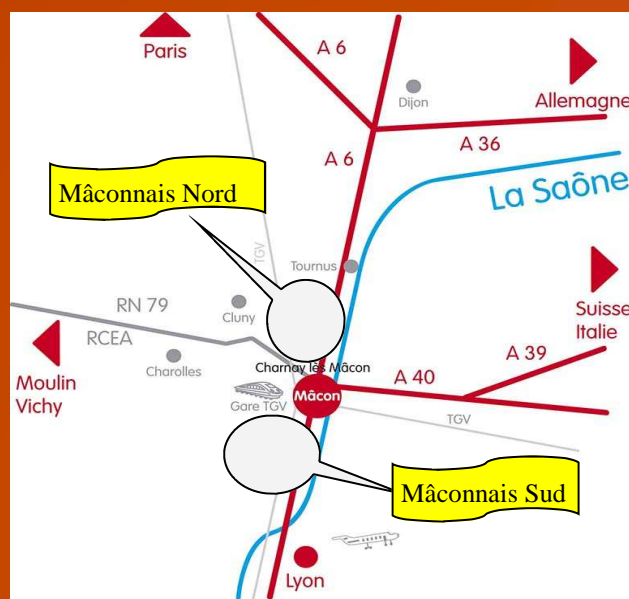 Paris
A 6
Dijon
Allemagne
A 6
A 36
Mâconnais Nord
La Saône
TGV
Tournus
RN 79
Cluny
Suisse
Italie
RCEA
Charolles
Charnay lès Mâcon
A 39
Moulin
Vichy
Gare TGV
Mâcon
A 40
TGV
Mâconnais Sud
Lyon